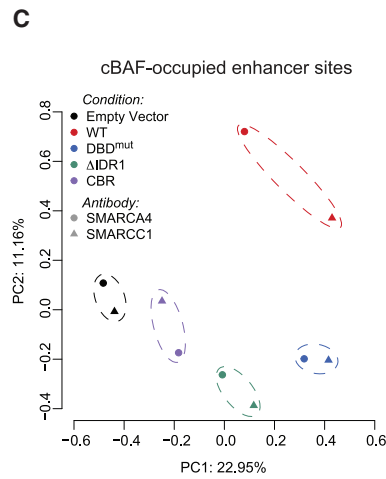 C
cBAF-occupied enhancer sites
Condition:
Empty Vector
WT
DBDmut
ΔIDR1
CBR
Antibody:
SMARCA4
SMARCC1
PC2: 11.16%
0.8
0.6
0.4
0.2
0.0
−0.2
−0.4
−0.6 −0.4 −0.2 0.0 0.2 0.4 0.6
PC1: 22.95%